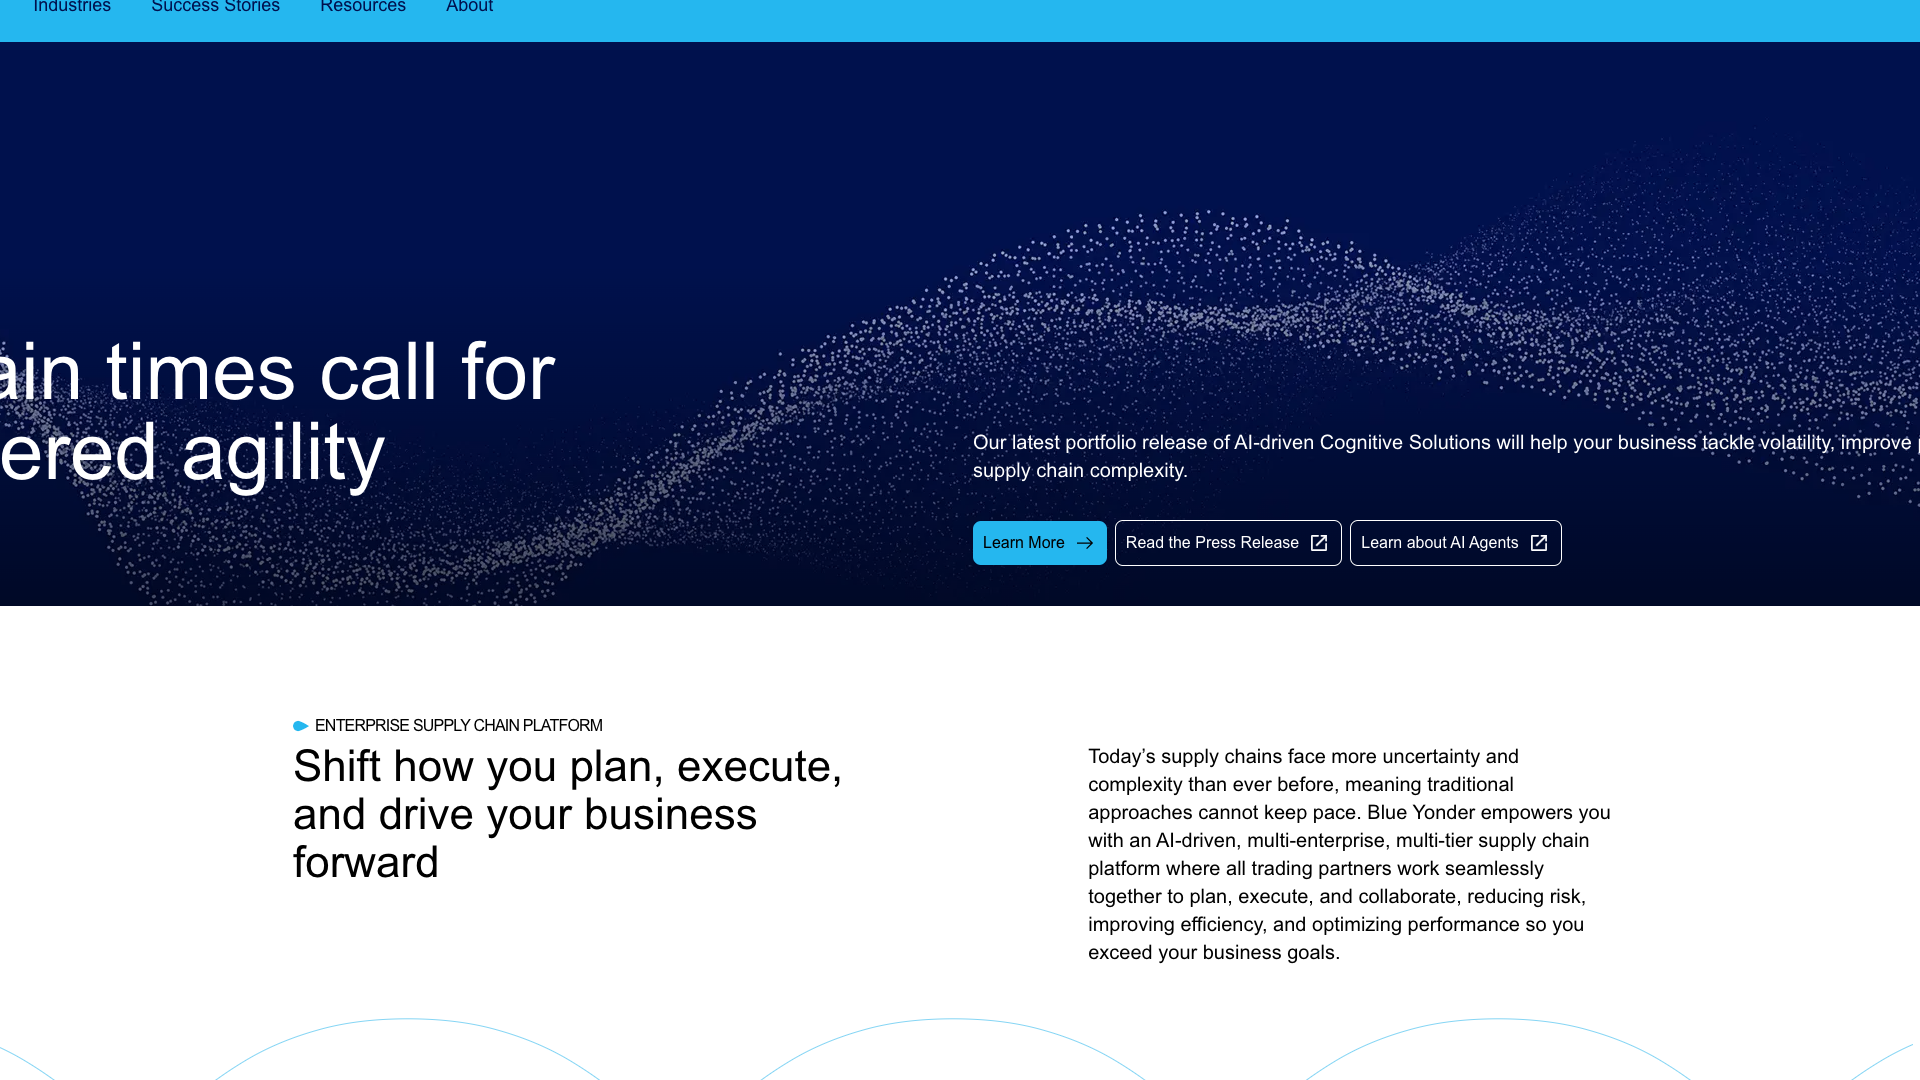 Industries Success Stories Resources About
times call for
agility
Our latest portfolio release of AI-driven Cognitive Solutions will help your business tackle volatility, improve
supply chain complexity.
Learn More
Read the Press Release
Learn about AI Agents
ENTERPRISE SUPPLY CHAIN PLATFORM
Shift how you plan, execute,
and drive your business
forward
Today’s supply chains face more uncertainty and
complexity than ever before, meaning traditional
approaches cannot keep pace. Blue Yonder empowers you
with an AI-driven, multi-enterprise, multi-tier supply chain
platform where all trading partners work seamlessly
together to plan, execute, and collaborate, reducing risk,
improving efficiency, and optimizing performance so you
exceed your business goals.